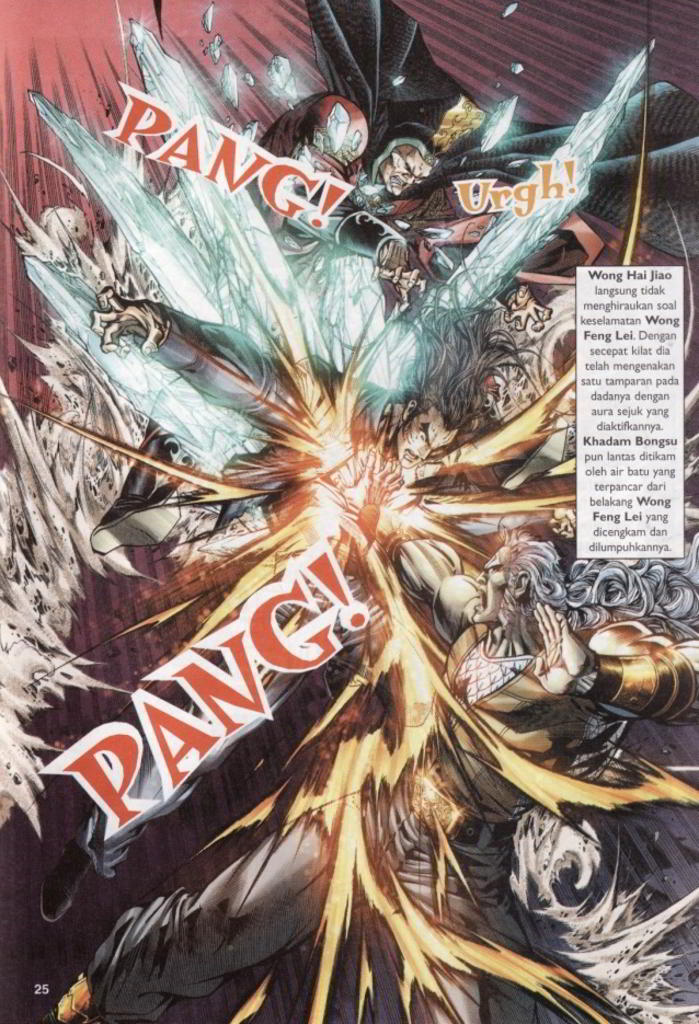 PANG!
Urgh!
Wong Hai Jiao
langsung tidak
menghiraukan soal
keselamatan Wong
Feng Lei. Dengan
secepat kilat dia
telah mengenakan
satu tamparan pada
dadanya dengan
aura sejuk yang
diaktifkannya.
Khadam Bongsu
pun lantas ditikam
oleh air batu yang
terpancar dari
belakang Wong
Feng Lei yang
dicengkam dan
dilumpuhkannya.
PANG!
25